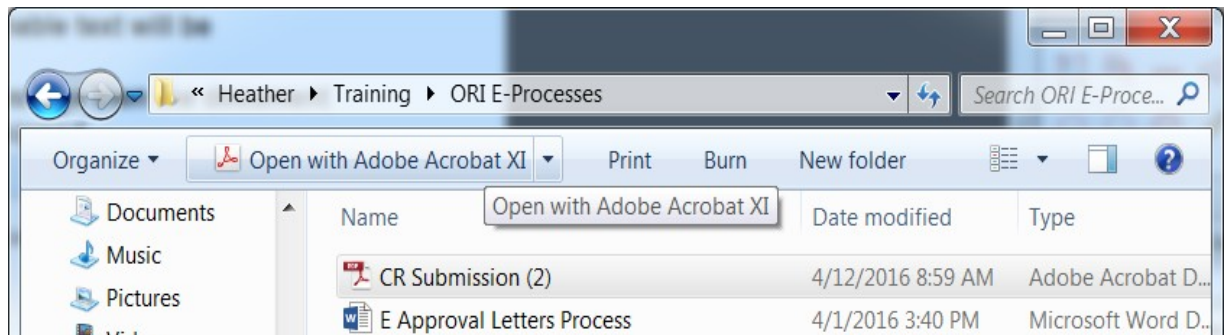 « Heather ▸ Training ▸ ORI E-Processes Search ORI E-Proce...
Organize Open with Adobe Acrobat XI Print Burn New folder
Documents Name Open with Adobe Acrobat XI Date modified Type
Music
CR Submission (2) 4/12/2016 8:59 AM Adobe Acrobat D...
Pictures
E Approval Letters Process 4/1/2016 3:40 PM Microsoft Word D...